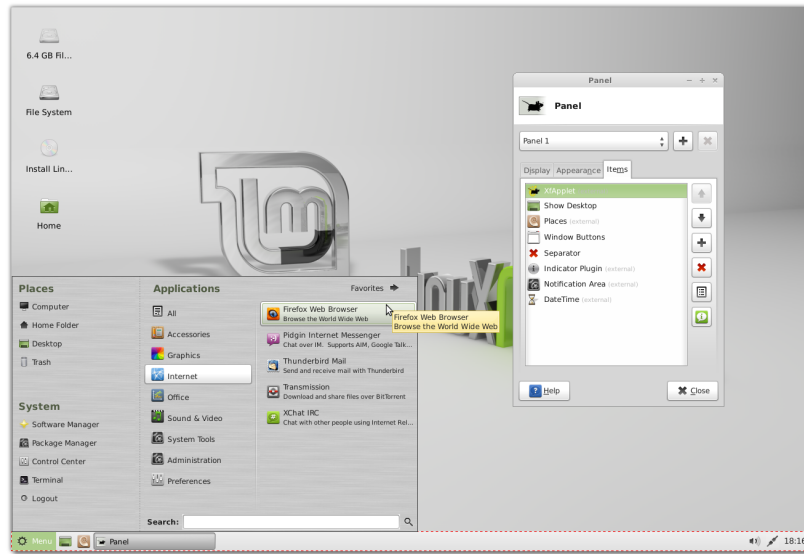 6.4 GB Fil...
File System
Install Lin...
Home
Panel
Panel
Panel 1
Display Appearance Items
XfApplet
Show Desktop
Places (external)
Window Buttons
Separator
Indicator Plugin (external)
Notification Area (external)
DateTime (external)
Help
Close
Places
Computer
Home Folder
Desktop
Trash
System
Software Manager
Package Manager
Control Center
Terminal
Logout
Applications
Favorites
All
Accessories
Graphics
Internet
Office
Sound & Video
System Tools
Administration
Preferences
Firefox Web Browser
Browse the World Wide Web
Firefox Web Browser
Browse the World Wide Web
Pidgin Internet Messenger
Chat over IM. Supports AIM, Google Talk...
Thunderbird Mail
Send and receive mail with Thunderbird
Transmission
Download and share files over BitTorrent
XChat IRC
Chat with other people using Internet Rel...
Search:
Menu
Panel
18:16